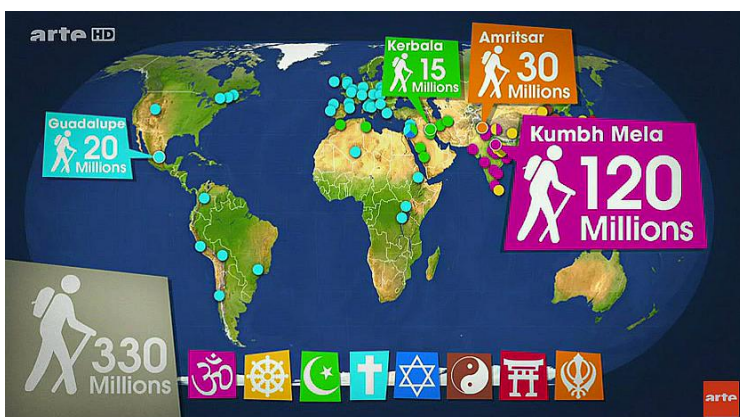 arte HD
Kerbala
15
Millions
Amritsar
30
Millions
Guadalupe
20
Millions
Kumbh Mela
120
Millions
330
Millions
ॐ
arte